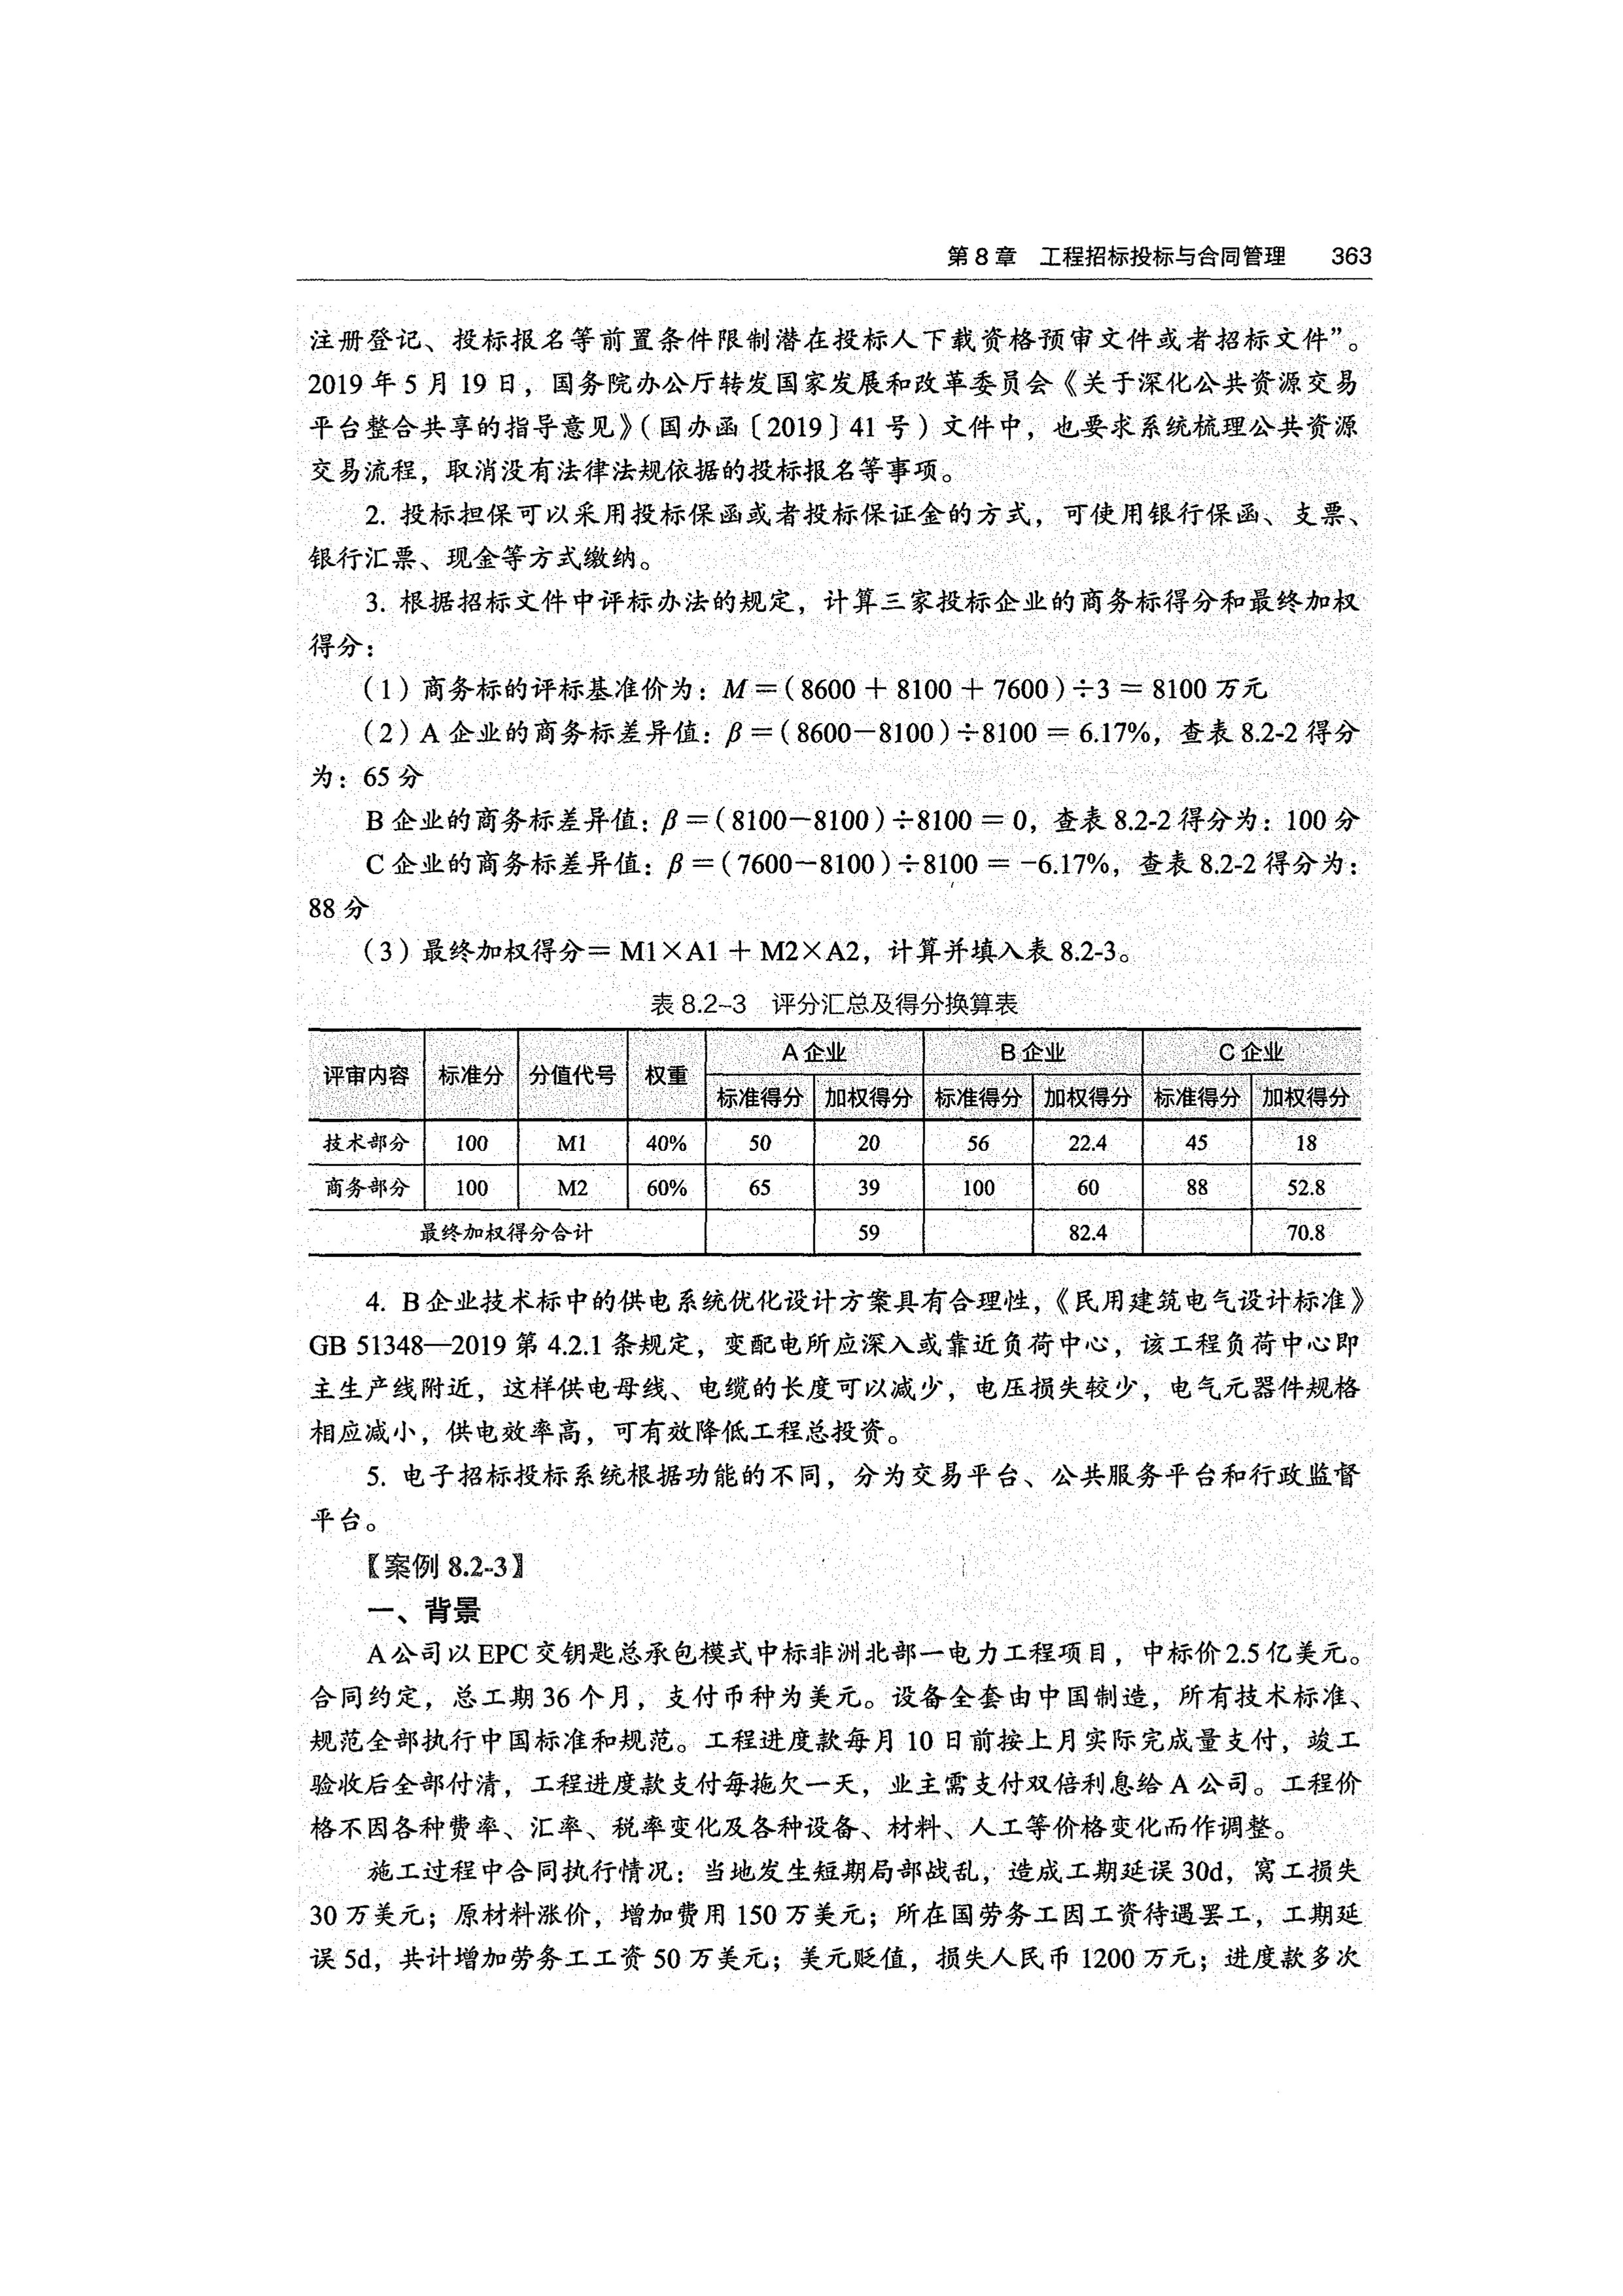 第 8 章 工程招标投标与合同管理 363
注册登记、投标报名等前置条件限制潜在投标人下载资格预审文件或者招标文件”。
2019 年 5 月 19 日，国务院办公厅转发国家发展和改革委员会《关于深化公共资源交易
平台整合共享的指导意见》（国办函〔2019〕41 号）文件中，也要求系统梳理公共资源
交易流程，取消没有法律法规依据的投标报名等事项。
2. 投标担保可以采用投标保函或者投标保证金的方式，可使用银行保函、支票、
银行汇票、现金等方式缴纳。
3. 根据招标文件中评标办法的规定，计算三家投标企业的商务标得分和最终加权
得分：
（1）商务标的评标基准价为：M＝（8600＋8100＋7600）÷3＝8100 万元
（2）A 企业的商务标差异值：β＝（8600－8100）÷8100＝6.17%，查表 8.2-2 得分
为：65 分
B 企业的商务标差异值：β＝（8100－8100）÷8100＝0，查表 8.2-2 得分为：100 分
C 企业的商务标差异值：β＝（7600－8100）÷8100＝－6.17%，查表 8.2-2 得分为：
88 分
（3）最终加权得分＝M1×A1＋M2×A2，计算并填入表 8.2-3。
表 8.2-3 评分汇总及得分换算表
评审内容 标准分 分值代号 权重 A 企业 B 企业 C 企业
标准得分 加权得分 标准得分 加权得分 标准得分 加权得分
技术部分 100 M1 40% 50 20 56 22.4 45 18
商务部分 100 M2 60% 65 39 100 60 88 52.8
最终加权得分合计 59 82.4 70.8
4. B 企业技术标中的供电系统优化设计方案具有合理性，《民用建筑电气设计标准》
GB 51348—2019 第 4.2.1 条规定，变配电所应深入或靠近负荷中心，该工程负荷中心即
主生产线附近，这样供电母线、电缆的长度可以减少，电压损失较少，电气元器件规格
相应减小，供电效率高，可有效降低工程总投资。
5. 电子招标投标系统根据功能的不同，分为交易平台、公共服务平台和行政监督
平台。
【案例 8.2-3】
一、背景
A 公司以 EPC 交钥匙总承包模式中标非洲北部一电力工程项目，中标价 2.5 亿美元。
合同约定，总工期 36 个月，支付币种为美元。设备全套由中国制造，所有技术标准、
规范全部执行中国标准和规范。工程进度款每月 10 日前按上月实际完成量支付，竣工
验收后全部付清，工程进度款支付每拖欠一天，业主需支付双倍利息给 A 公司。工程价
格不因各种费率、汇率、税率变化及各种设备、材料、人工等价格变化而作调整。
施工过程中合同执行情况：当地发生短期局部战乱，造成工期延误 30d，窝工损失
30 万美元；原材料涨价，增加费用 150 万美元；所在国劳务工因工资待遇罢工，工期延
误 5d，共计增加劳务工工资 50 万美元；美元贬值，损失人民币 1200 万元；进度款多次